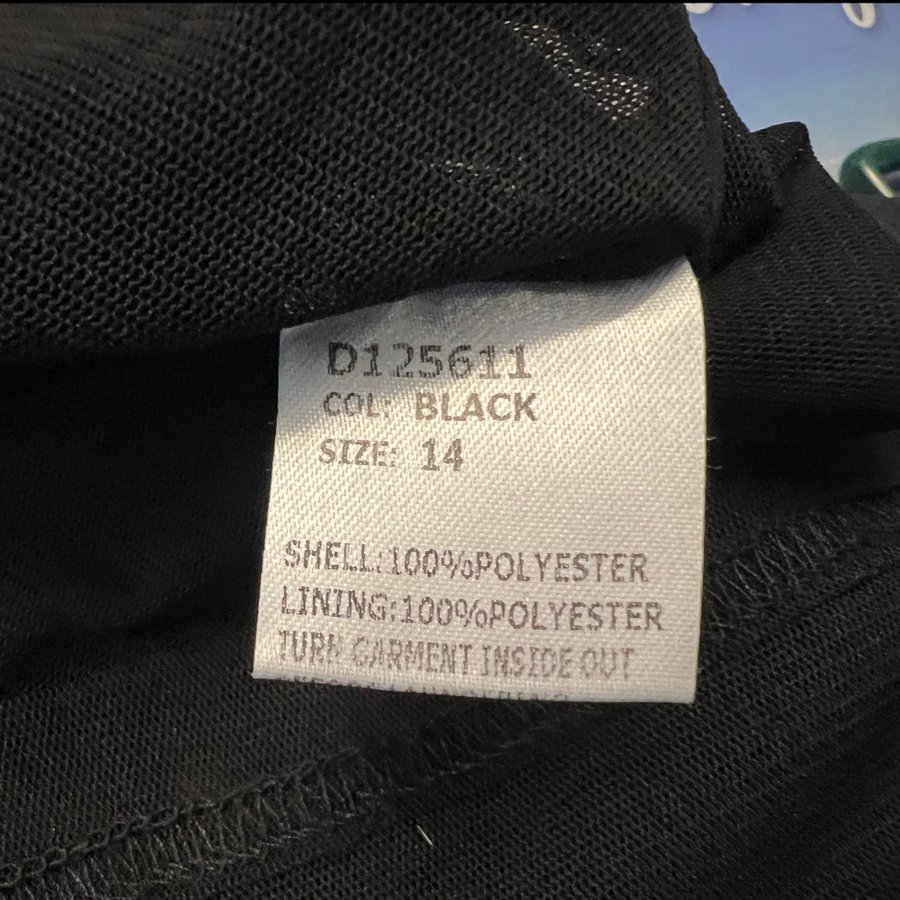 D125611
COL: BLACK
SIZE: 14
SHELL:100%POLYESTER
LINING:100%POLYESTER
TURN GARMENT INSIDE OUT